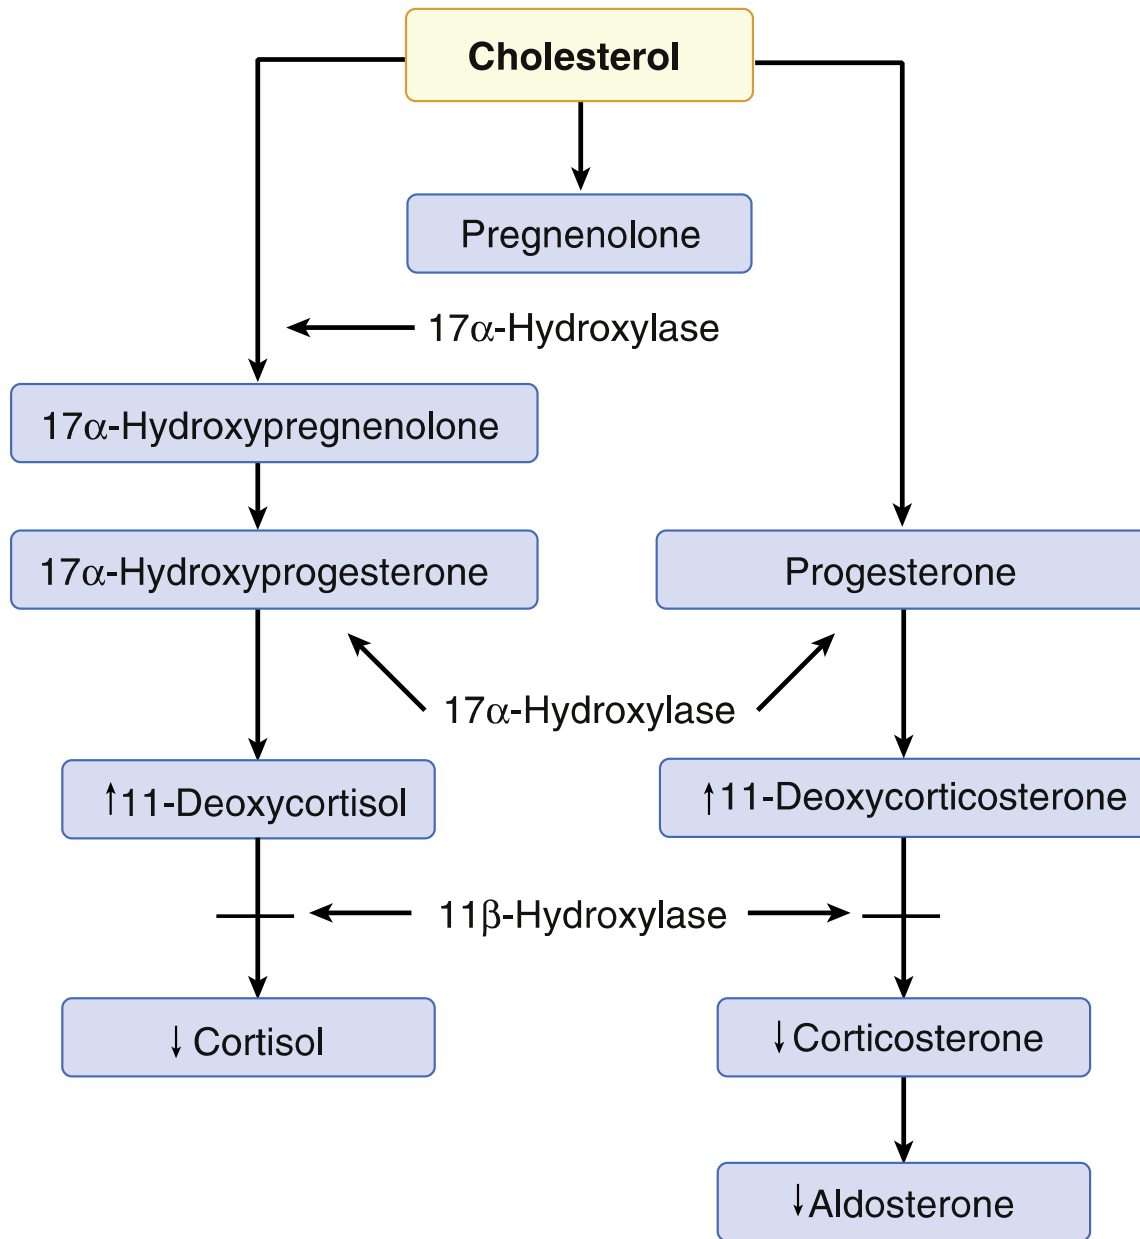 Cholesterol
Pregnenolone
17α-Hydroxylase
17α-Hydroxypregnenolone
17α-Hydroxyprogesterone
Progesterone
17α-Hydroxylase
↑11-Deoxycortisol
↑11-Deoxycorticosterone
11β-Hydroxylase
↓Cortisol
↓Corticosterone
↓Aldosterone